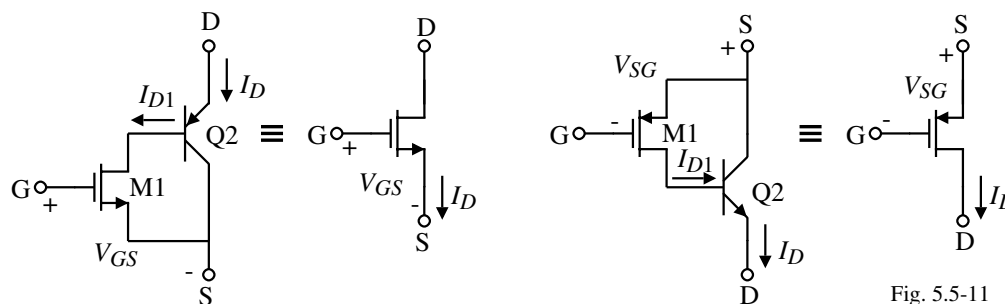 D
I_D
I_D1
Q2
G
+
M1
V_GS
-
S
≡
D
G
+
V_GS
-
I_D
S
S
+
V_SG
G
-
M1
I_D1
Q2
I_D
D
≡
S
+
V_SG
G
-
I_D
D
Fig. 5.5-11